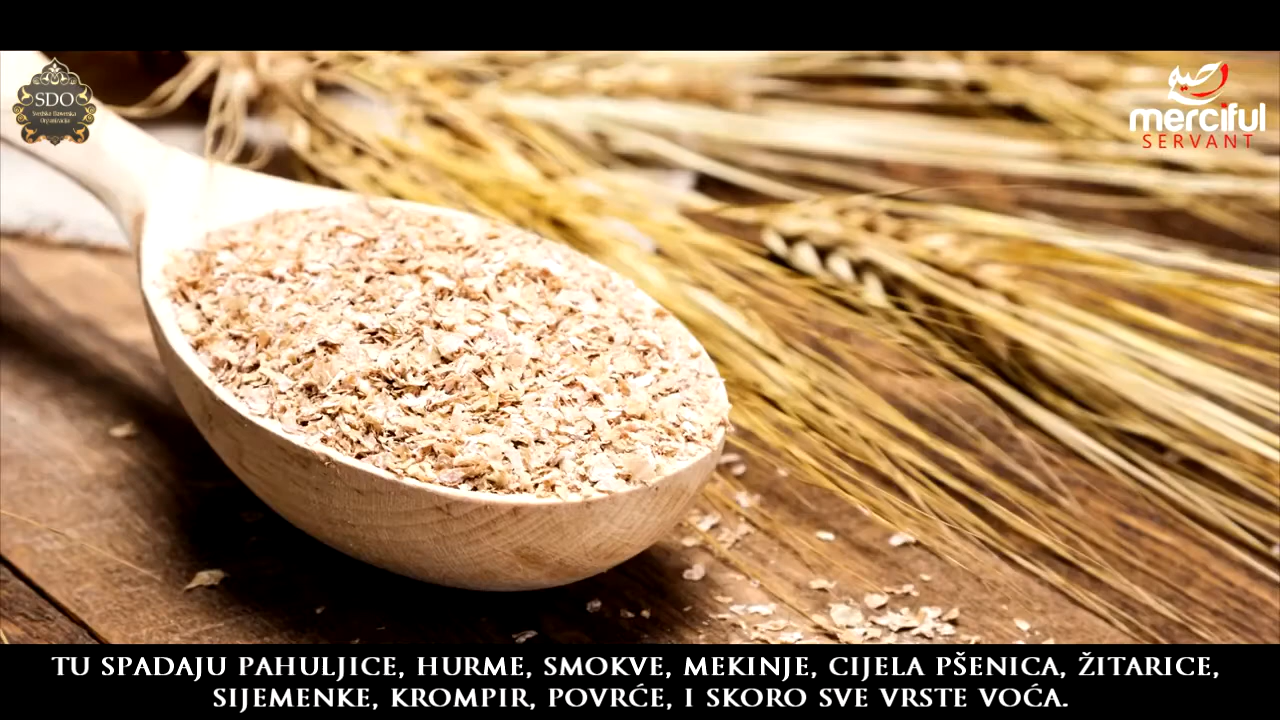 SDO
رحيم
merciful
SERVANT
TU SPADAJU PAHULJICE, HURME, SMOKVE, MEKINJE, CIJELA PŠENICA, ŽITARICE,
SIJEMENKE, KROMPIR, POVRĆE, I SKORO SVE VRSTE VOĆA.